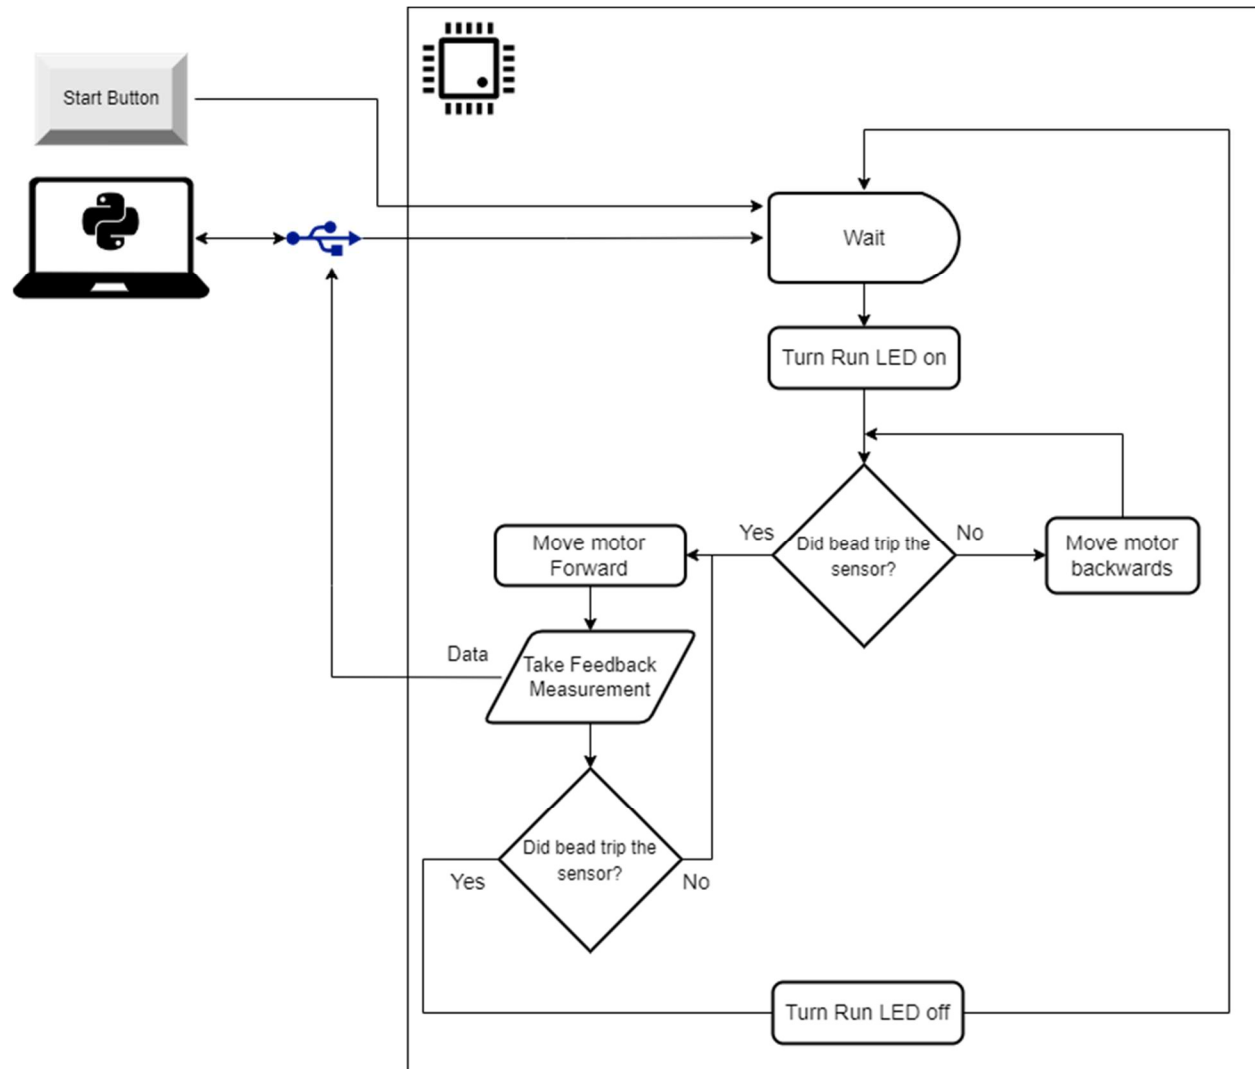 Start Button
Wait
Turn Run LED on
Yes
No
Did bead trip the
sensor?
Move motor
Forward
Move motor
backwards
Data
Take Feedback
Measurement
Did bead trip the
sensor?
Yes
No
Turn Run LED off